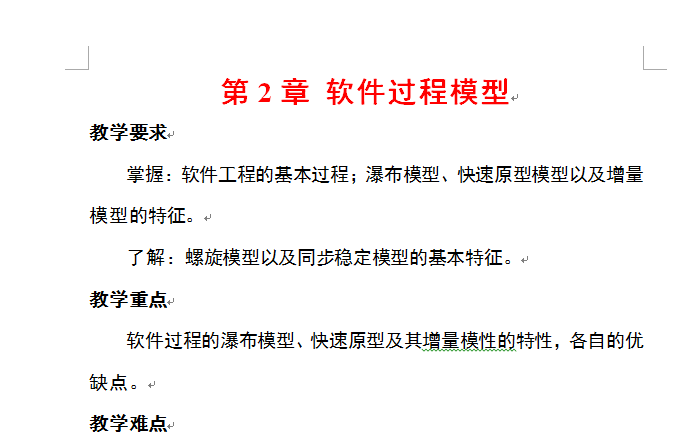 第 2 章 软件过程模型
教学要求
掌握：软件工程的基本过程；瀑布模型、快速原型模型以及增量
模型的特征。
了解：螺旋模型以及同步稳定模型的基本特征。
教学重点
软件过程的瀑布模型、快速原型及其增量模性的特性，各自的优
缺点。
教学难点